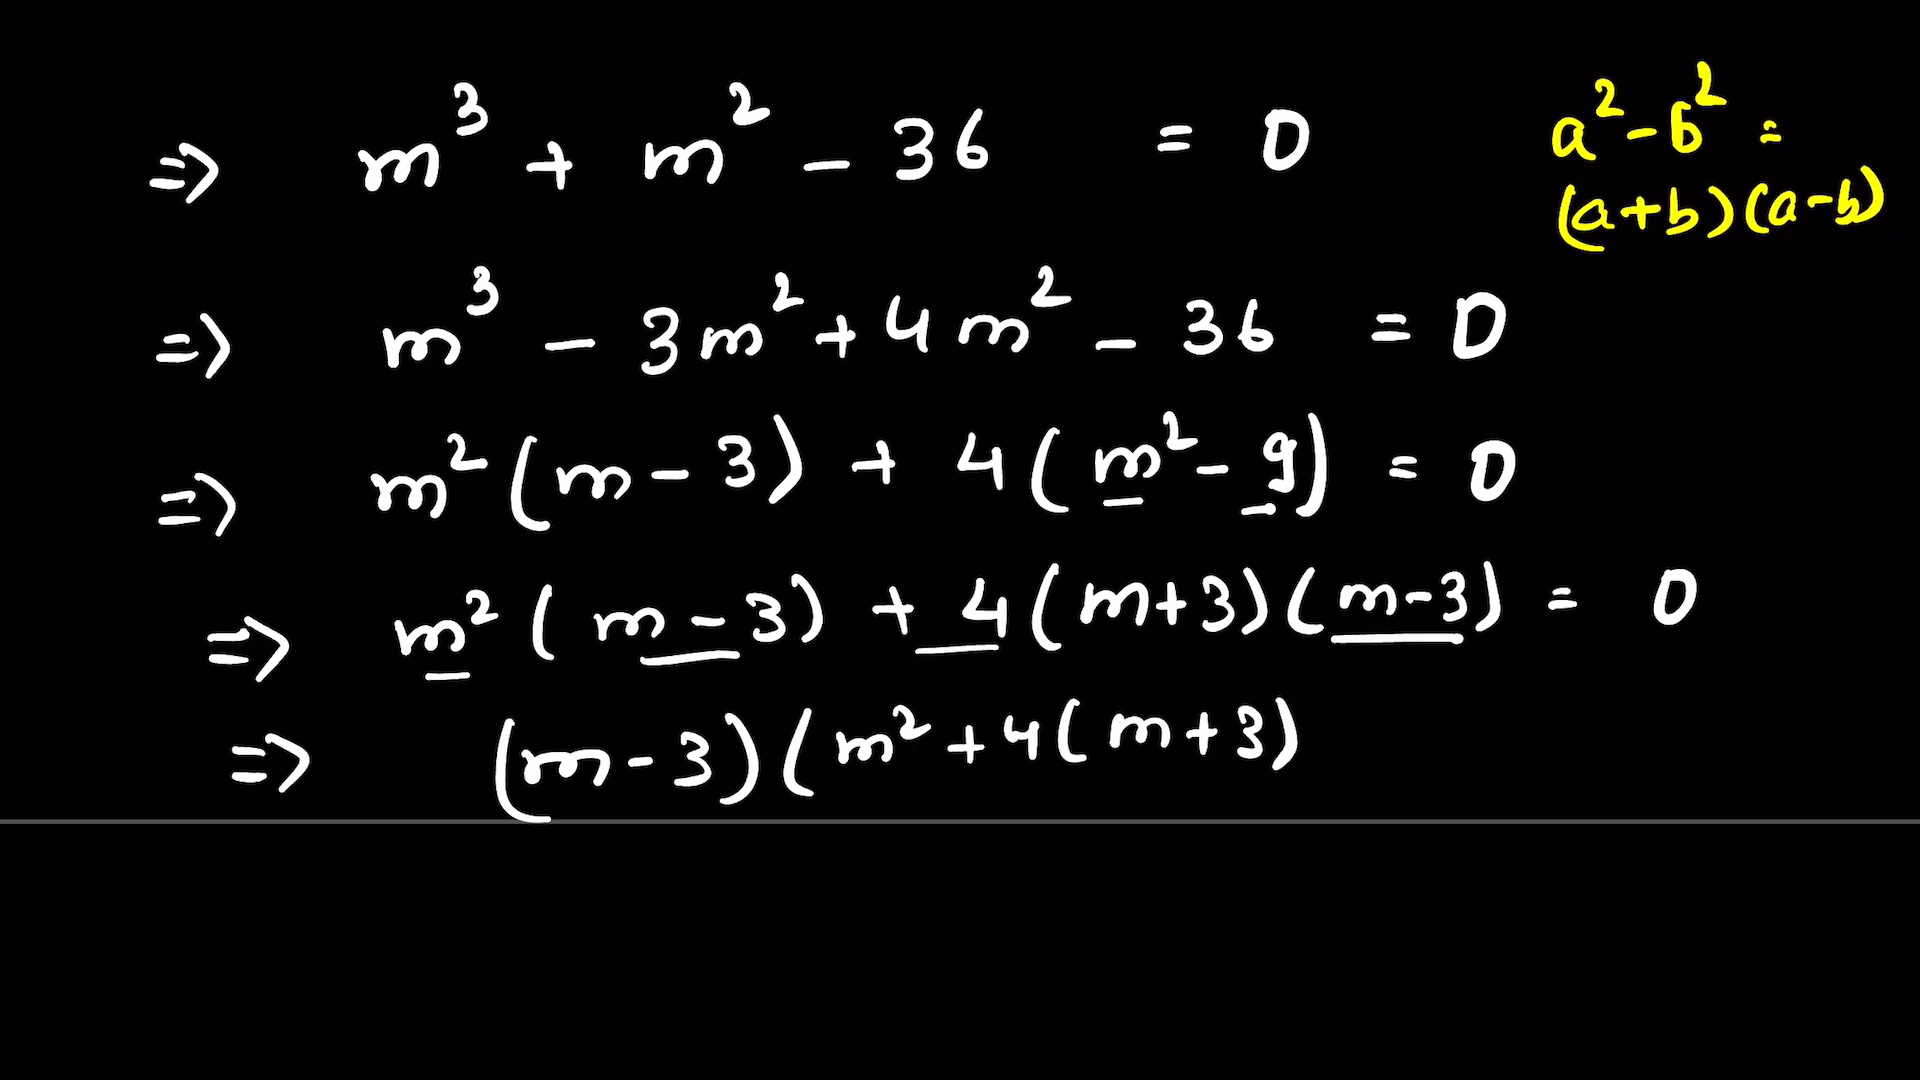 => m³ + m² - 36 = 0
a² - b² =
(a+b)(a-b)
=> m³ - 3m² + 4m² - 36 = 0
=> m²(m-3) + 4(m²-9) = 0
=> m²(m-3) + 4(m+3)(m-3) = 0
=> (m-3)(m²+4(m+3)